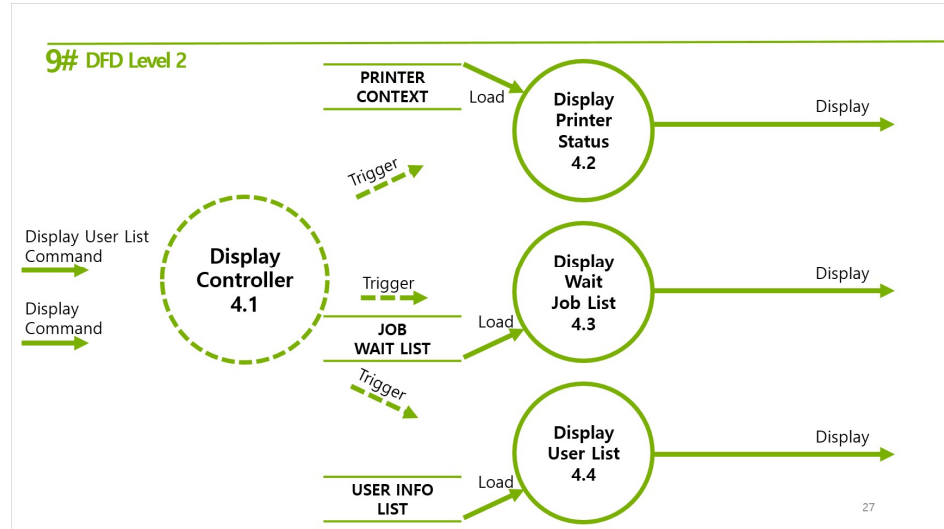 9# DFD Level 2
PRINTER
CONTEXT
Load
Display
Printer
Status
4.2
Display
Trigger
Display User List
Command
Display
Command
Display
Controller
4.1
Trigger
JOB
WAIT LIST
Load
Display
Wait
Job List
4.3
Display
Trigger
USER INFO
LIST
Load
Display
User List
4.4
Display
27